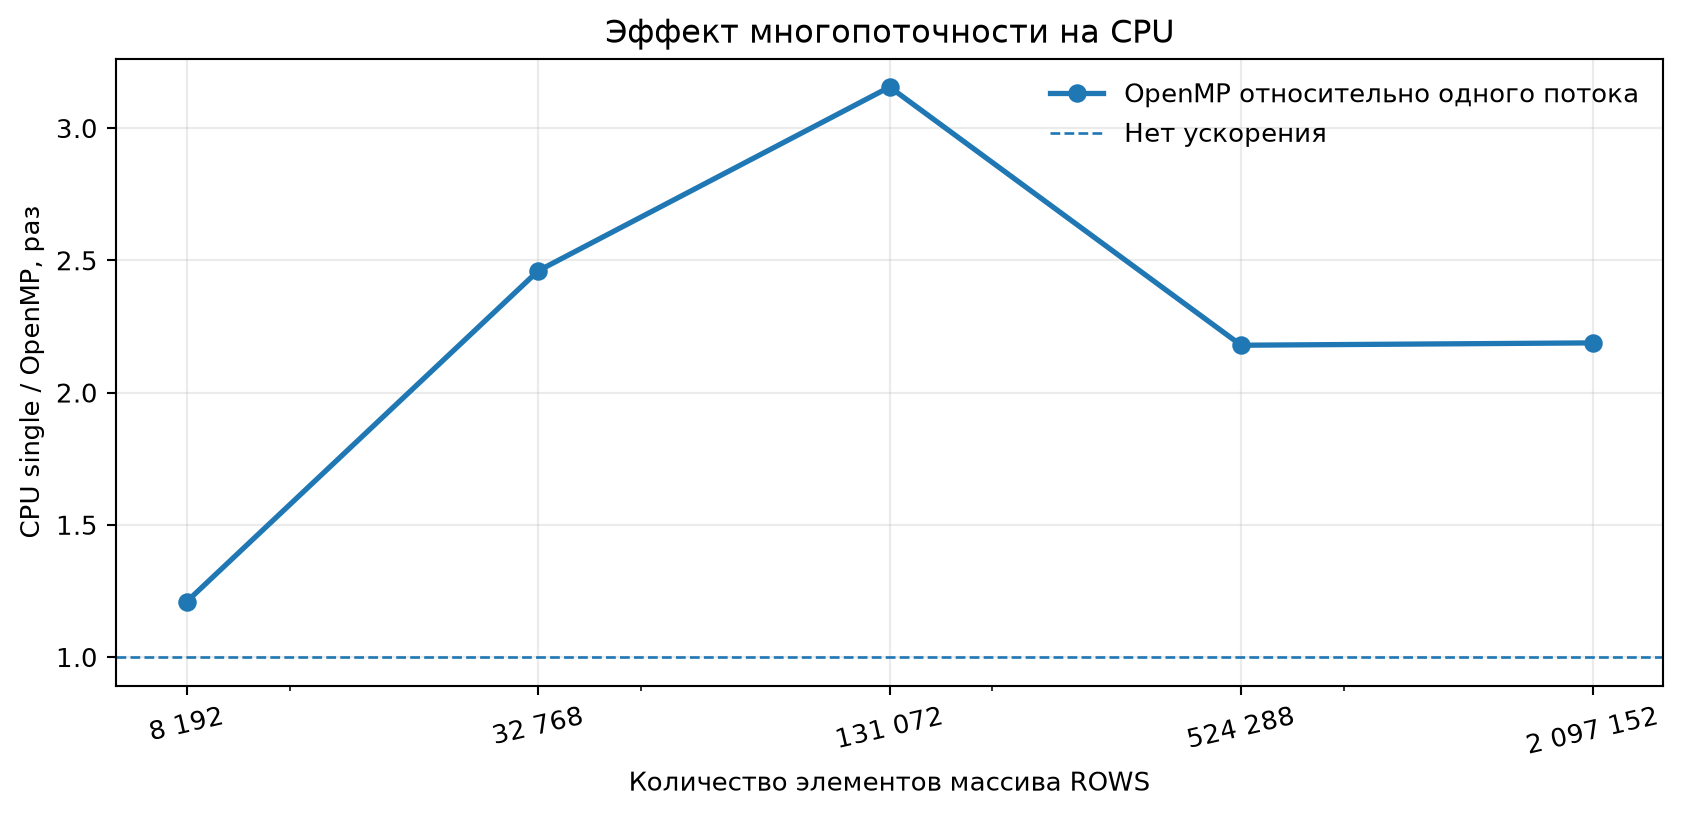 Эффект многопоточности на CPU
OpenMP относительно одного потока
Нет ускорения
CPU single / OpenMP, раз
3.0
2.5
2.0
1.5
1.0
8 192
32 768
131 072
524 288
2 097 152
Количество элементов массива ROWS